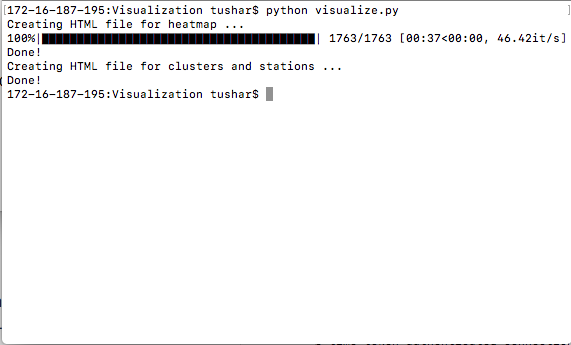 172-16-187-195:Visualization tushar$ python visualize.py
Creating HTML file for heatmap ...
100%|██████████████████████████████████████| 1763/1763 [00:37<00:00, 46.42it/s]
Done!
Creating HTML file for clusters and stations ...
Done!
172-16-187-195:Visualization tushar$